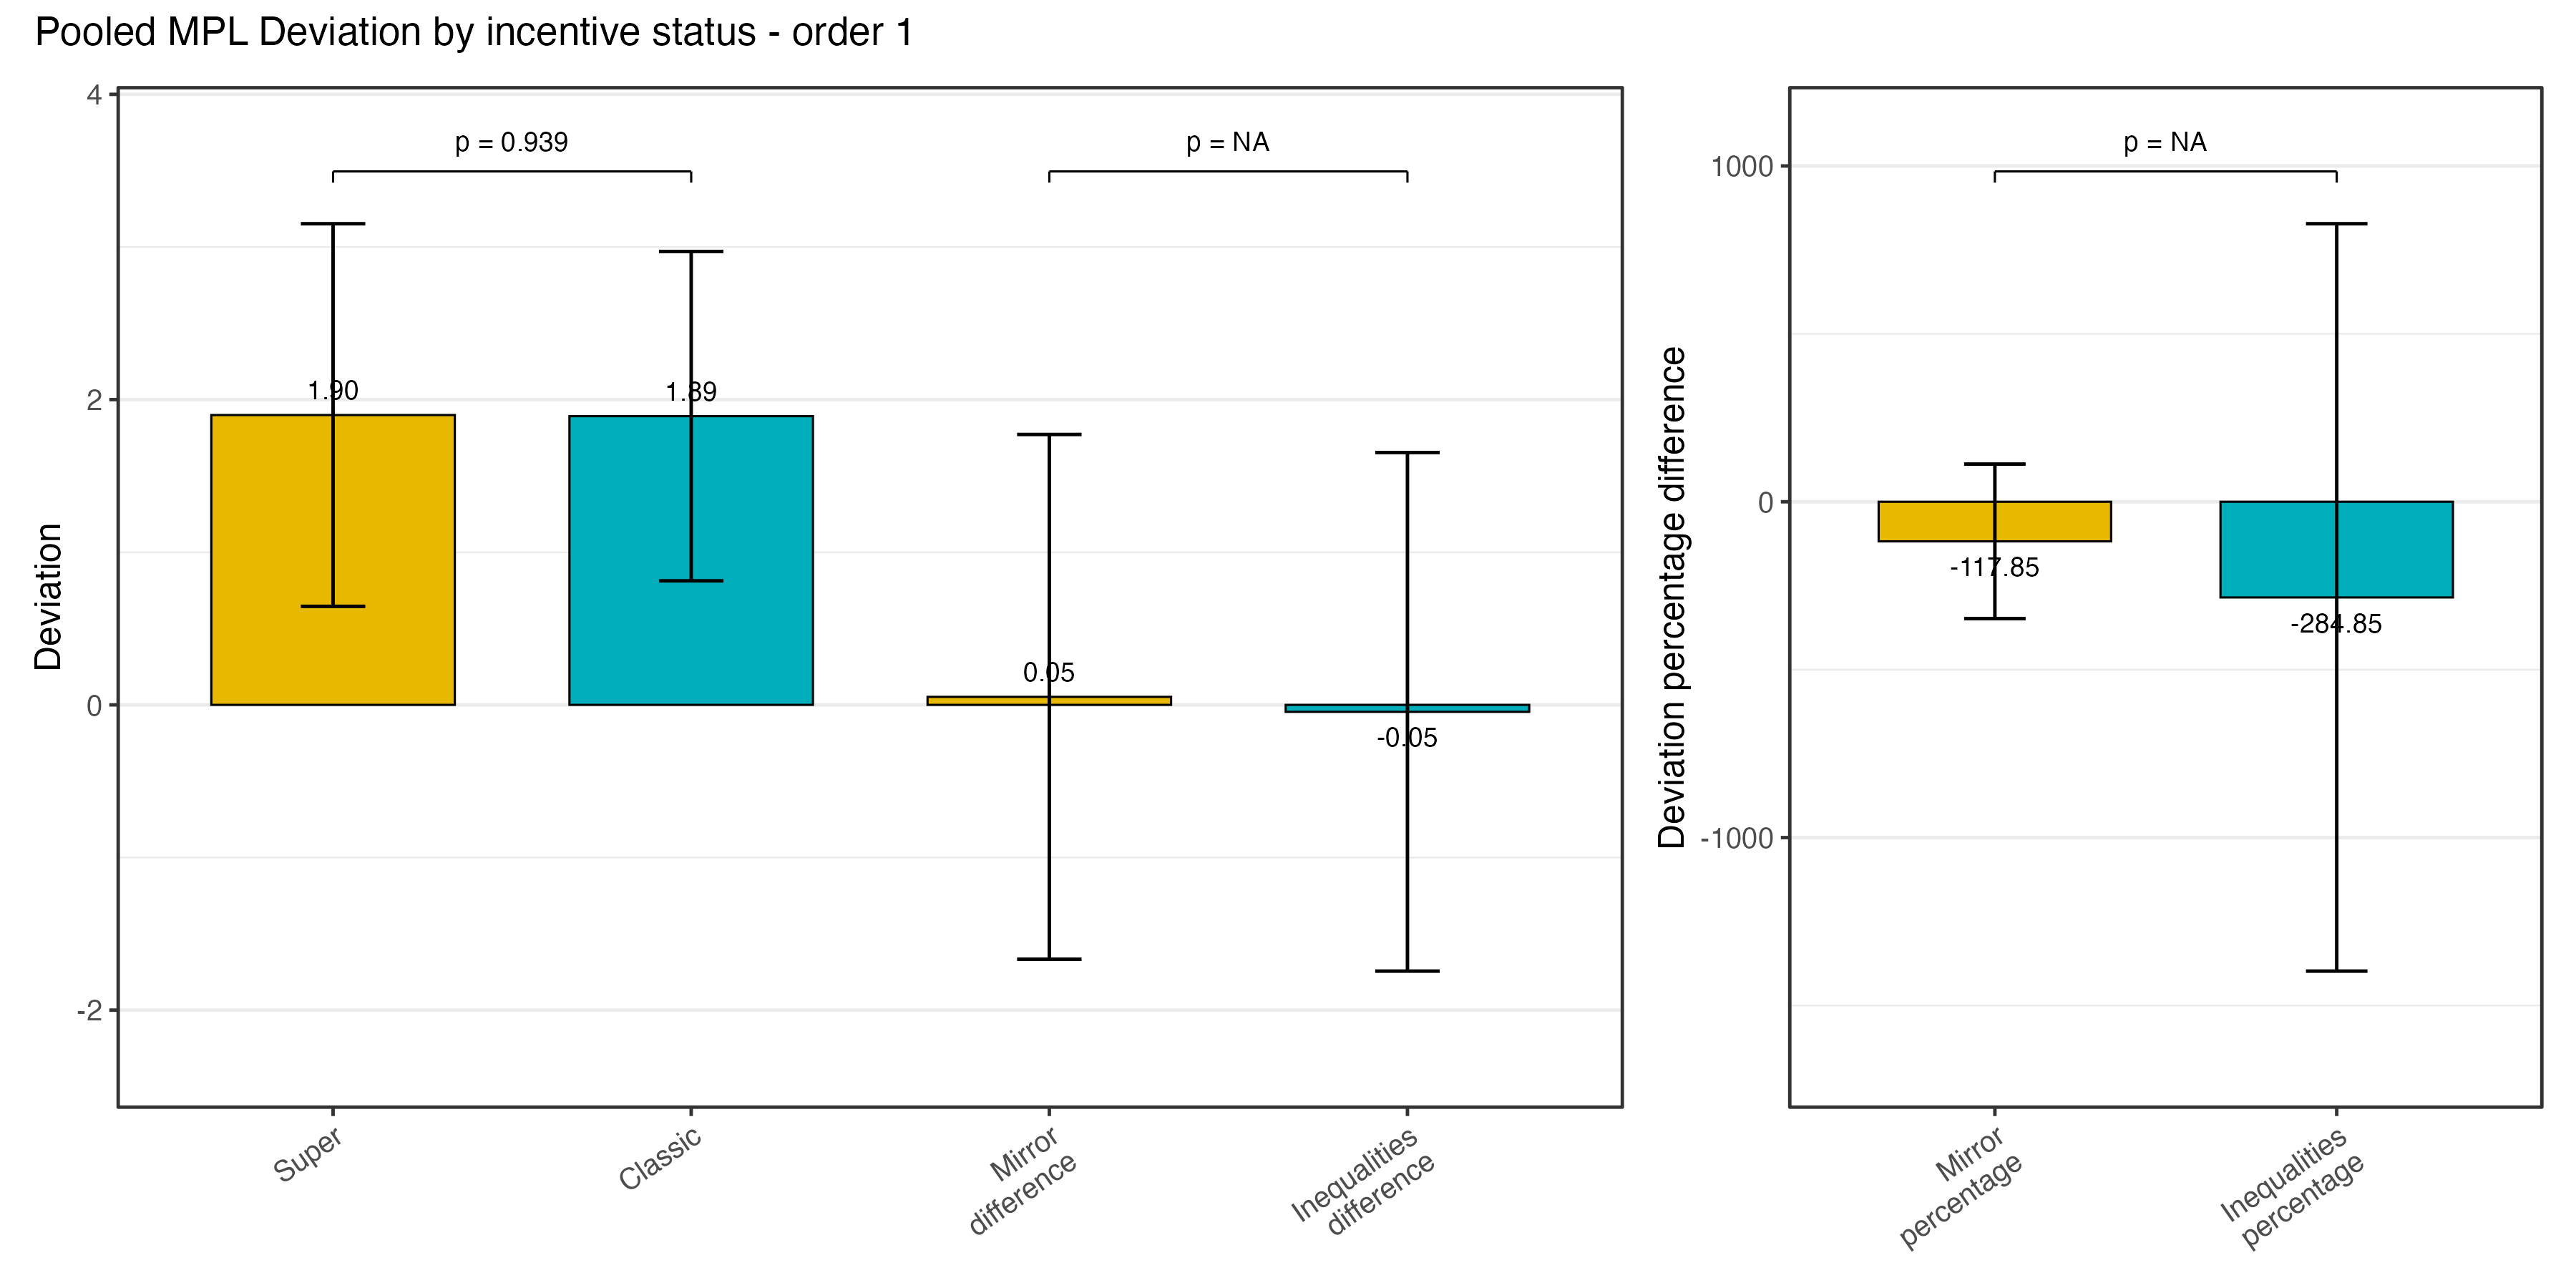 Pooled MPL Deviation by incentive status - order 1
Deviation
4
2
0
-2
p = 0.939
p = NA
1.90
1.89
0.05
-0.05
Super
Classic
Mirror
difference
Inequalities
difference
Deviation percentage difference
1000
0
-1000
p = NA
-117.85
-284.85
Mirror
percentage
Inequalities
percentage